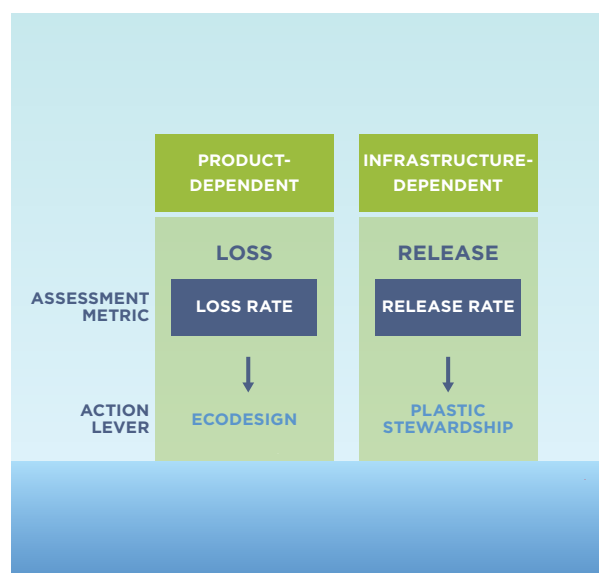 PRODUCT-
DEPENDENT
INFRASTRUCTURE-
DEPENDENT
LOSS
RELEASE
ASSESSMENT
METRIC
LOSS RATE
RELEASE RATE
ACTION
LEVER
ECODESIGN
PLASTIC
STEWARDSHIP